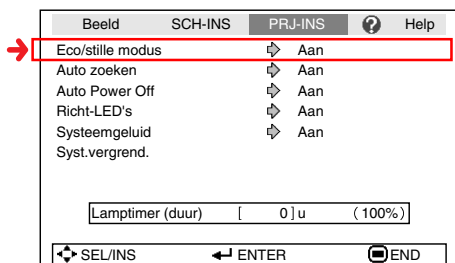 Beeld SCH-INS PRJ-INS ? Help
Eco/stille modus Aan
Auto zoeken Aan
Auto Power Off Aan
Richt-LED's Aan
Systeemgeluid Aan
Syst.vergrend.
Lamptimer (duur) [ 0 ] u ( 100% )
SEL/INS ENTER END